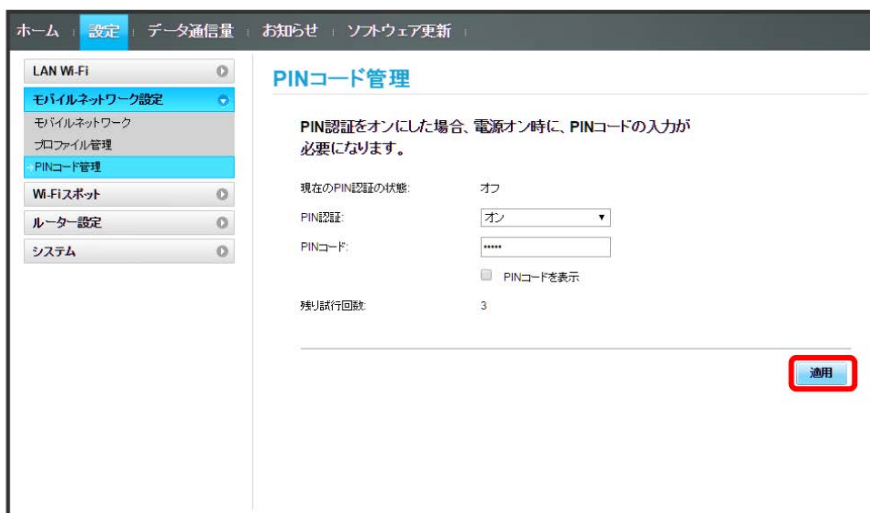 ホーム 設定 データ通信量 お知らせ ソフトウェア更新
LAN Wi-Fi
モバイルネットワーク設定
モバイルネットワーク
プロファイル管理
PINコード管理
Wi-Fiスポット
ルーター設定
システム
PINコード管理
PIN認証をオンにした場合、電源オン時に、PINコードの入力が
必要になります。
現在のPIN認証の状態: オフ
PIN認証: オン
PINコード: •••••
PINコードを表示
残り試行回数: 3
適用